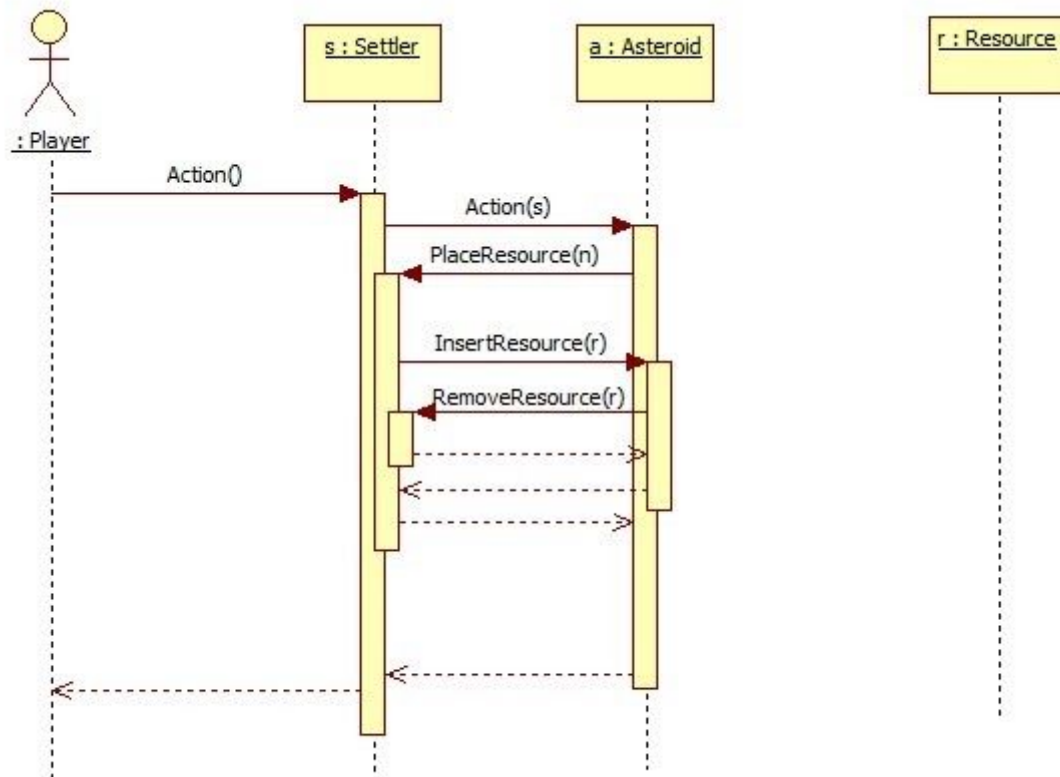 s : Settler
a : Asteroid
r : Resource
: Player
Action()
Action(s)
PlaceResource(n)
InsertResource(r)
RemoveResource(r)